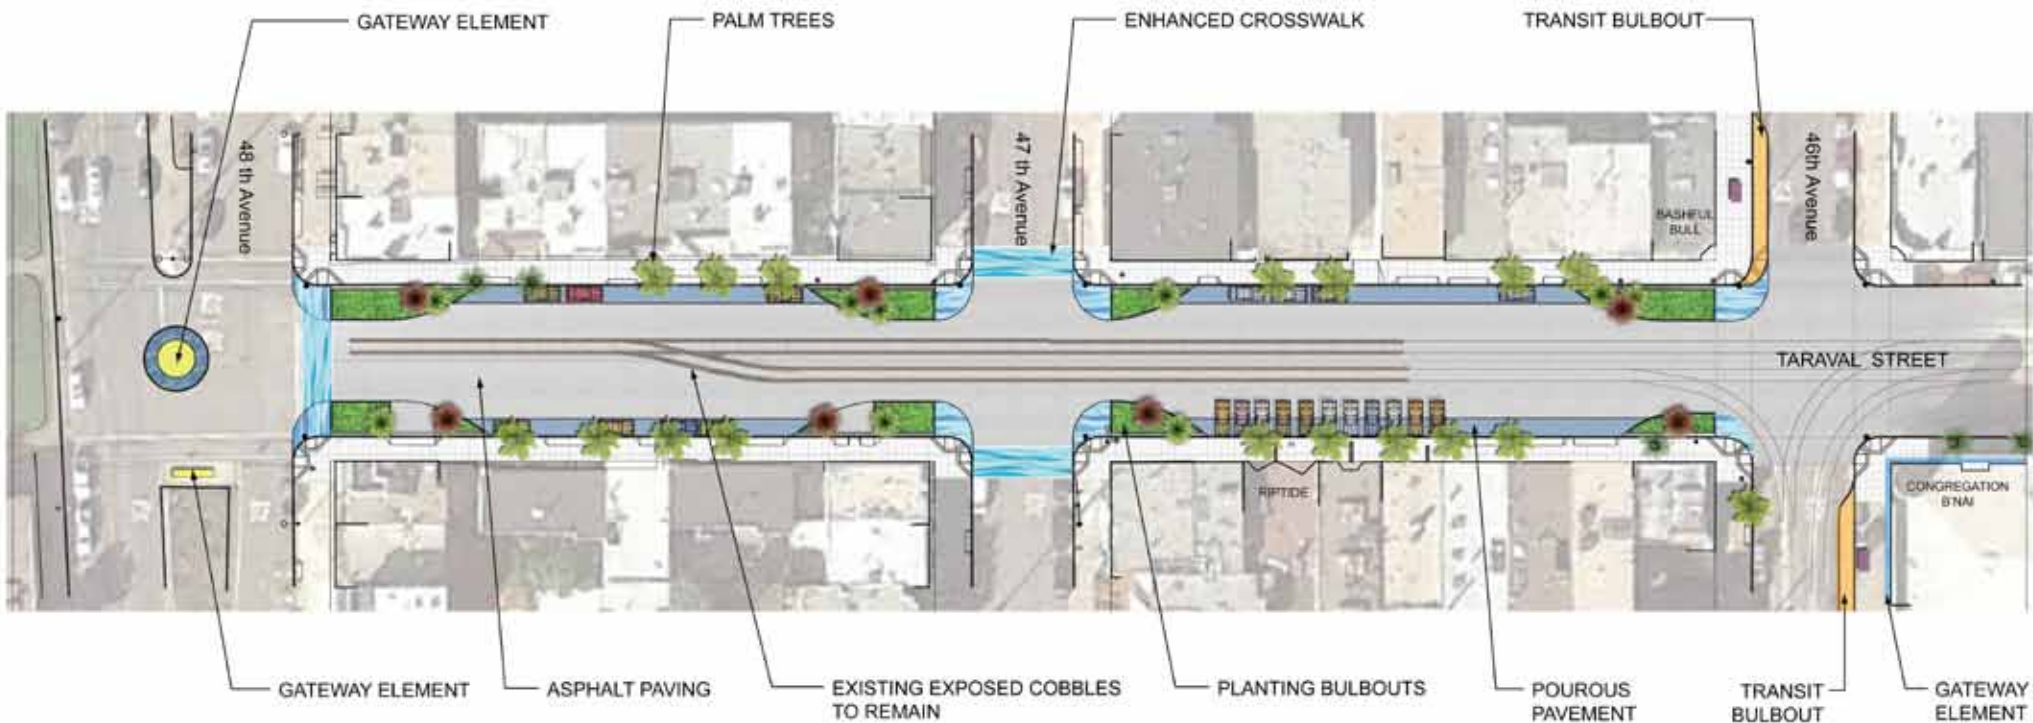 GATEWAY ELEMENT
PALM TREES
ENHANCED CROSSWALK
TRANSIT BULBOUT
48 th Avenue
47 th Avenue
46th Avenue
BASHFUL
BULL
TARAVAL STREET
RIPTIDE
CONGREGATION
B'NAI
GATEWAY ELEMENT
ASPHALT PAVING
EXISTING EXPOSED COBBLES
TO REMAIN
PLANTING BULBOUTS
POUROUS
PAVEMENT
TRANSIT
BULBOUT
GATEWAY
ELEMENT